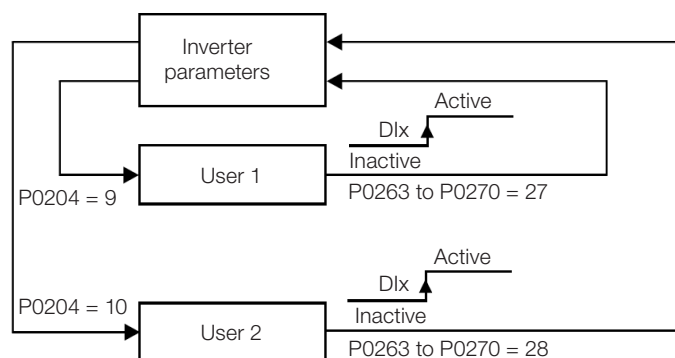 Inverter
parameters
Active
DIx
Inactive
User 1
P0204 = 9
P0263 to P0270 = 27
Active
DIx
Inactive
P0204 = 10
User 2
P0263 to P0270 = 28